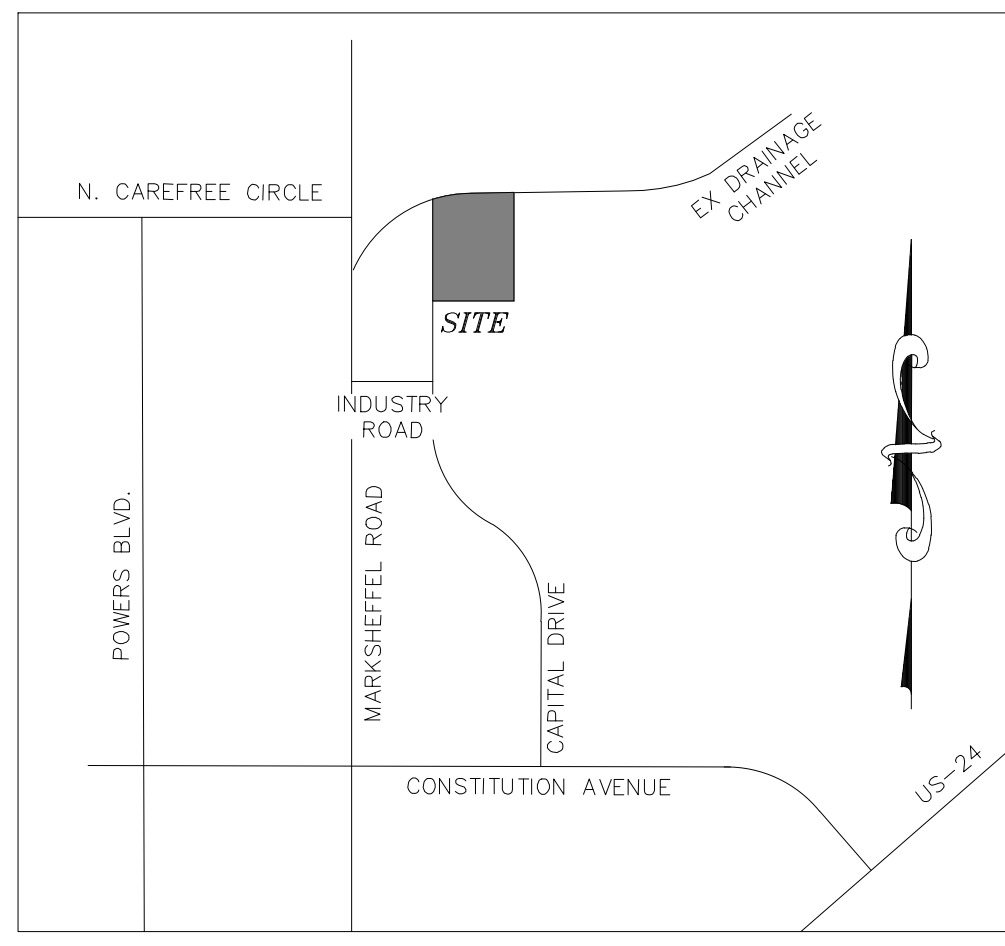 N. CAREFREE CIRCLE
EX DRAINAGE
CHANNEL
SITE
INDUSTRY
ROAD
POWERS BLVD.
MARKSHEFFEL ROAD
CAPITAL DRIVE
CONSTITUTION AVENUE
US-24